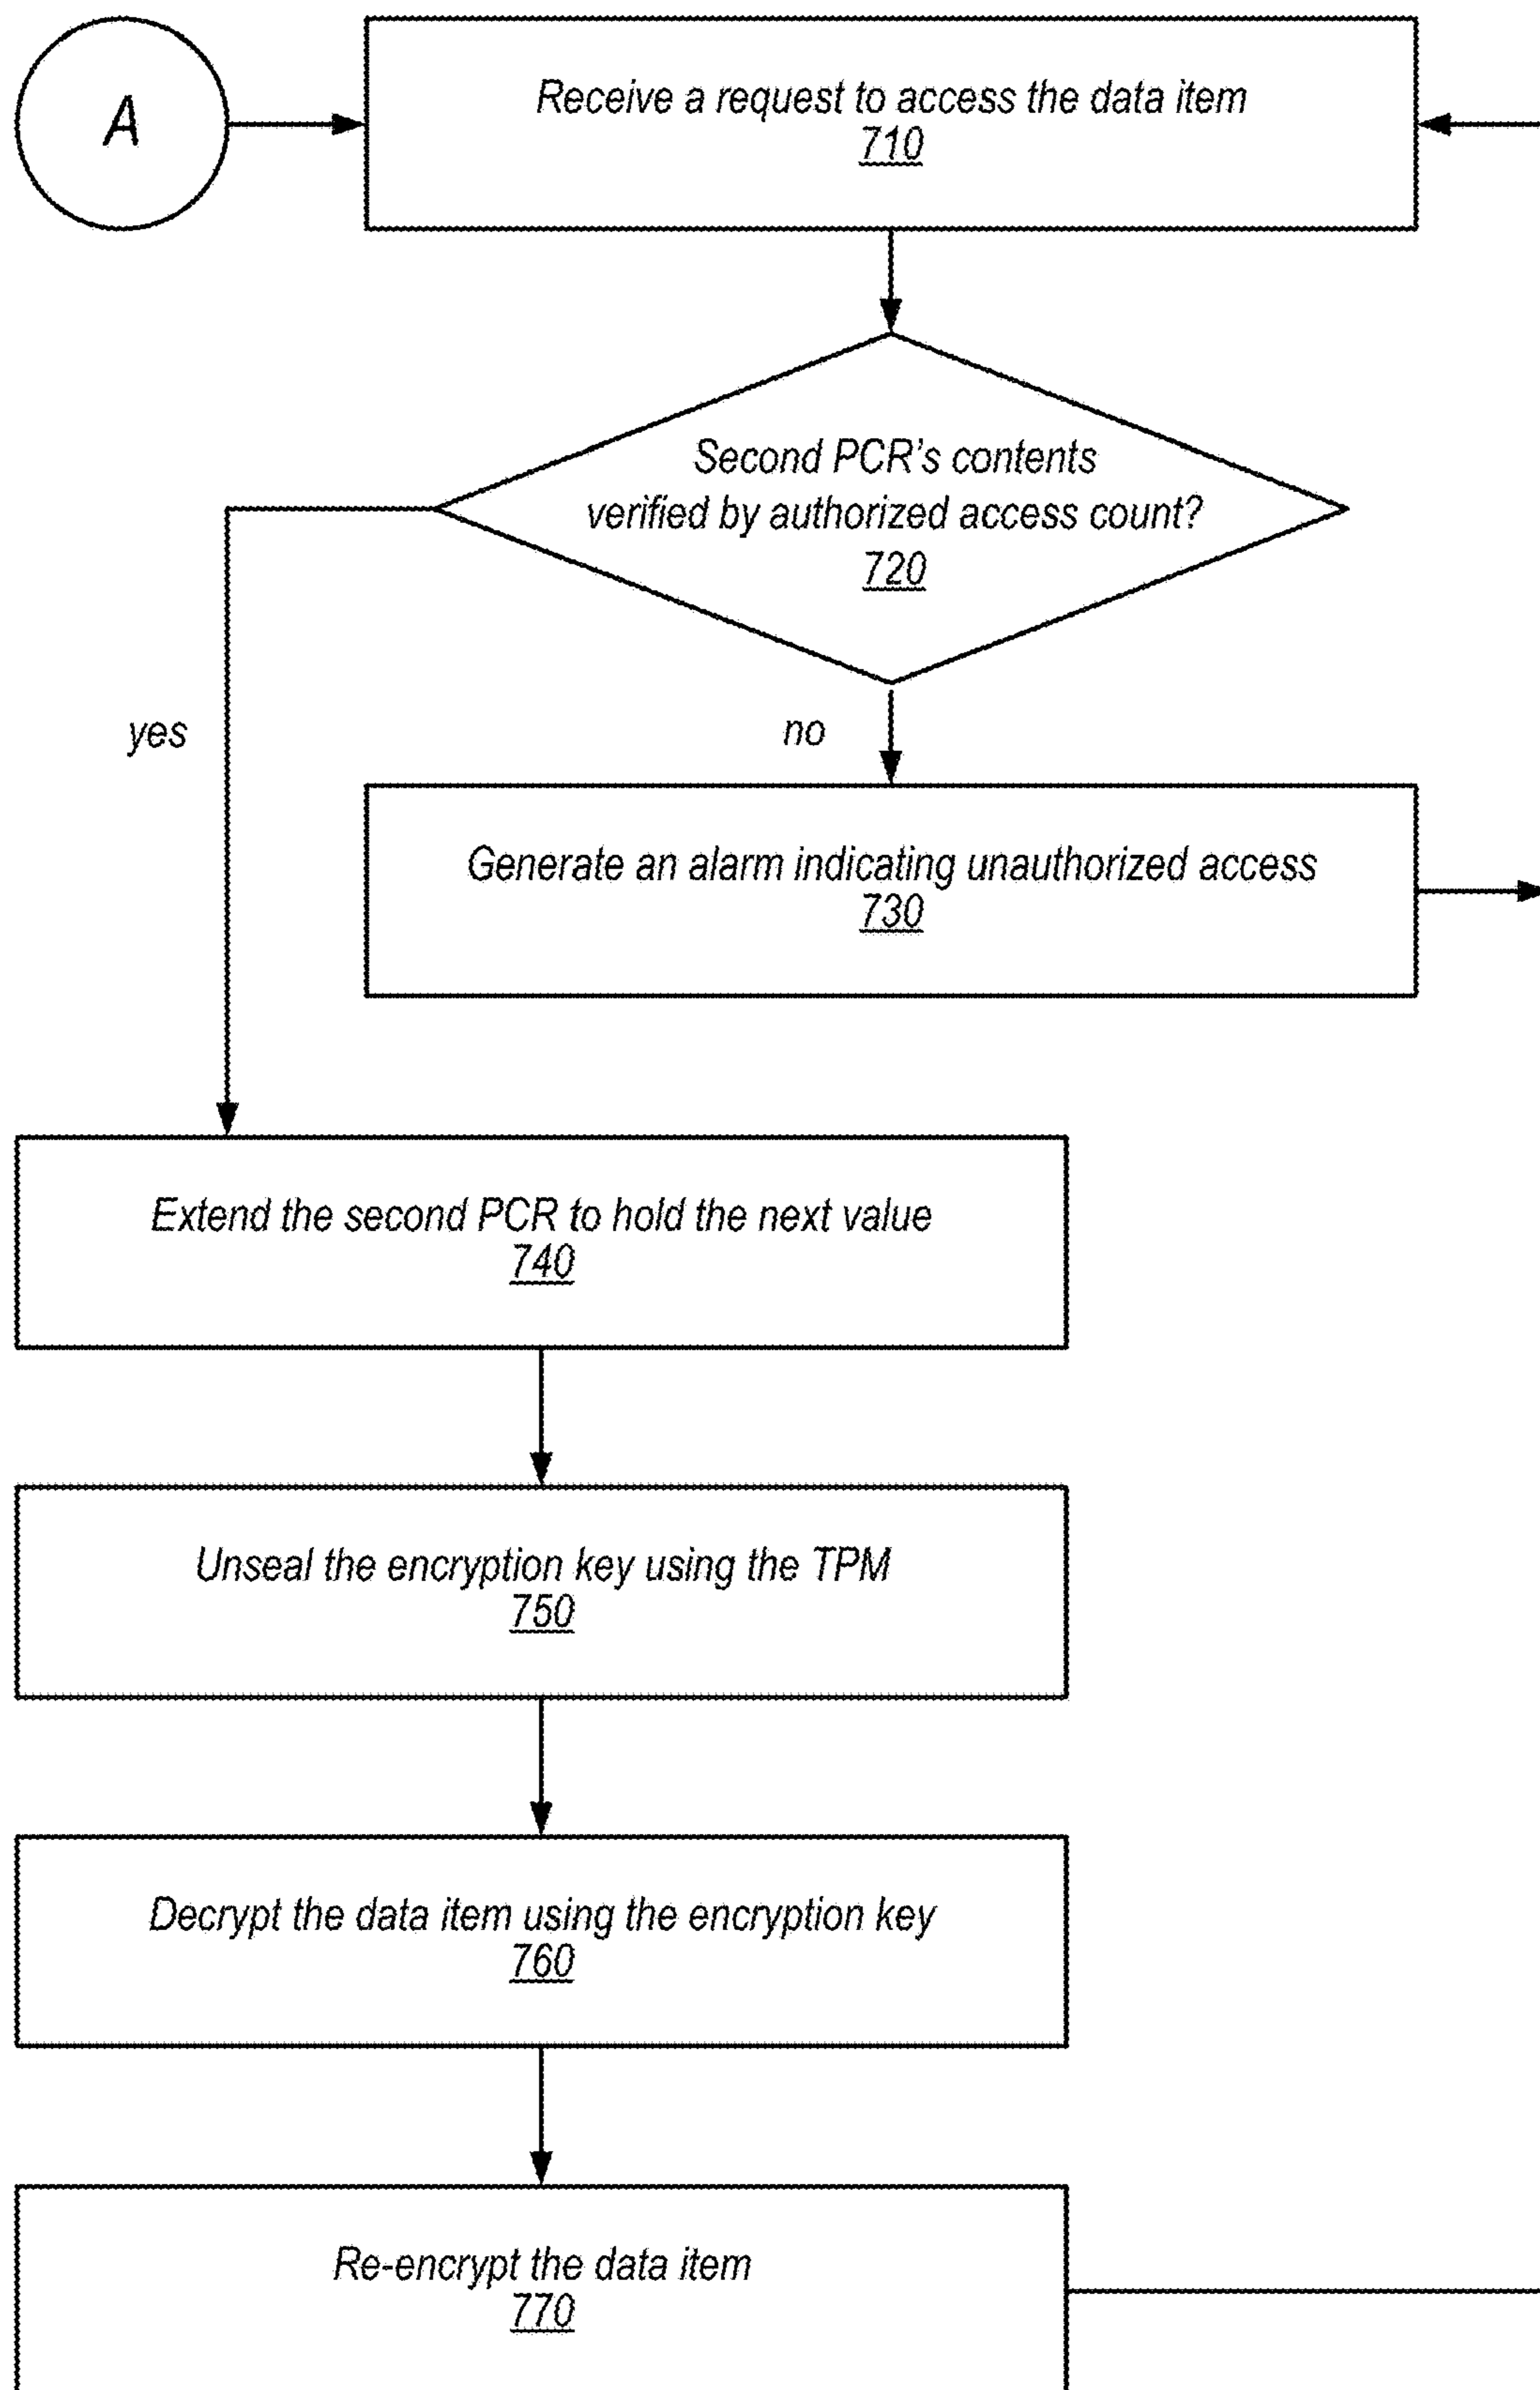 A
Receive a request to access the data item
710
Second PCR's contents
verified by authorized access count?
720
yes
no
Generate an alarm indicating unauthorized access
730
Extend the second PCR to hold the next value
740
Unseal the encryption key using the TPM
750
Decrypt the data item using the encryption key
760
Re-encrypt the data item
770